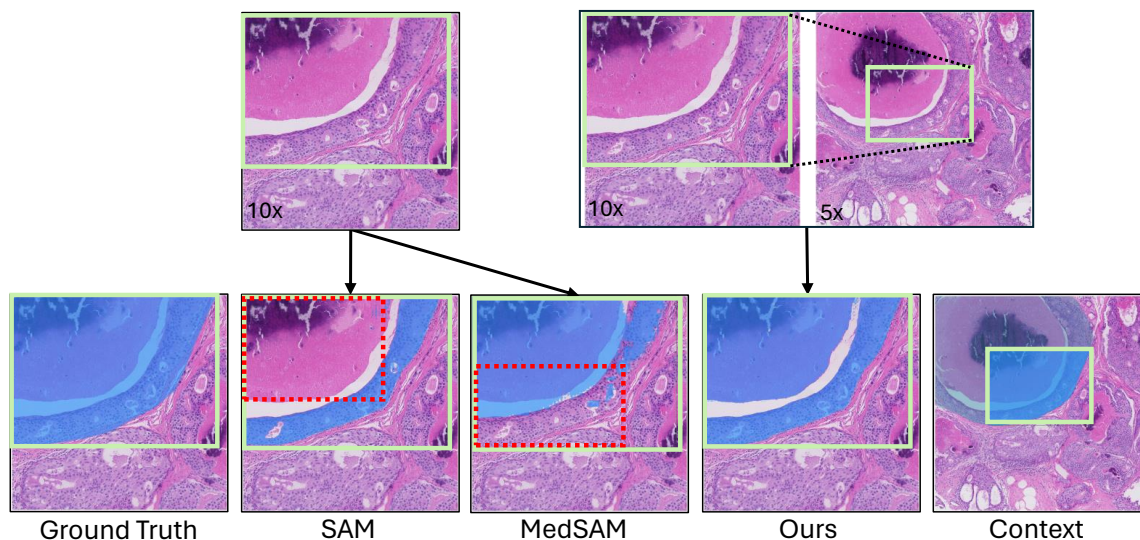 10x
10x
5x
Ground Truth
SAM
MedSAM
Ours
Context